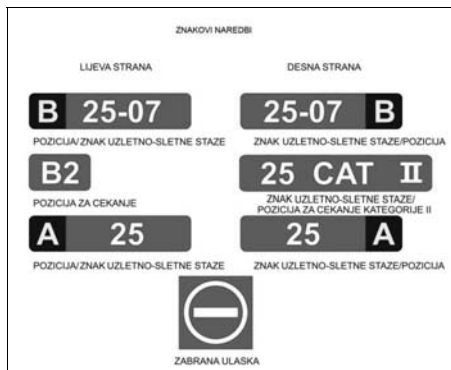 ZNAKOVI NAREDBI
LIJEVA STRANA
DESNA STRANA
B 25-07
25-07 B
POZICIJA/ZNAK UZLETNO-SLETNE STAZE
ZNAK UZLETNO-SLETNE STAZE/POZICIJA
B2
25 CAT II
POZICIJA ZA CEKANJE
ZNAK UZLETNO-SLETNE STAZE/
POZICIJA ZA CEKANJE KATEGORIJE II
A 25
25 A
POZICIJA/ZNAK UZLETNO-SLETNE STAZE
ZNAK UZLETNO-SLETNE STAZE/POZICIJA
ZABRANA ULASKA